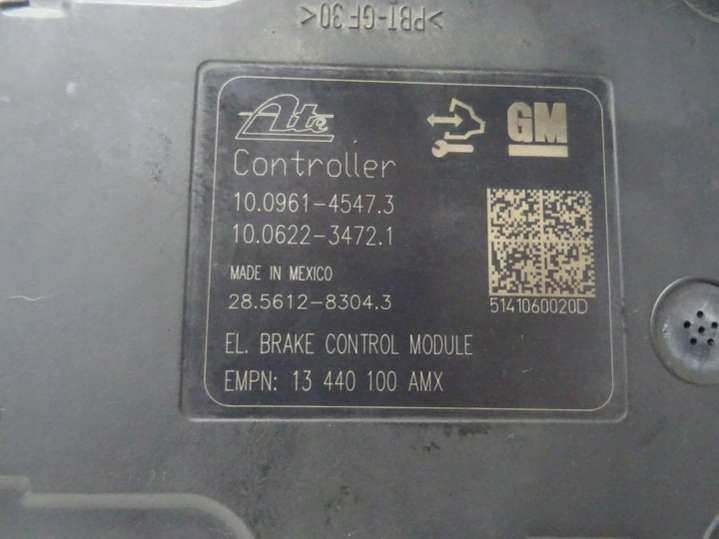 >PBT-GF30<
Ate
GM
Controller
10.0961-4547.3
10.0622-3472.1
MADE IN MEXICO
28.5612-8304.3
5141060020D
EL. BRAKE CONTROL MODULE
EMPN: 13 440 100 AMX